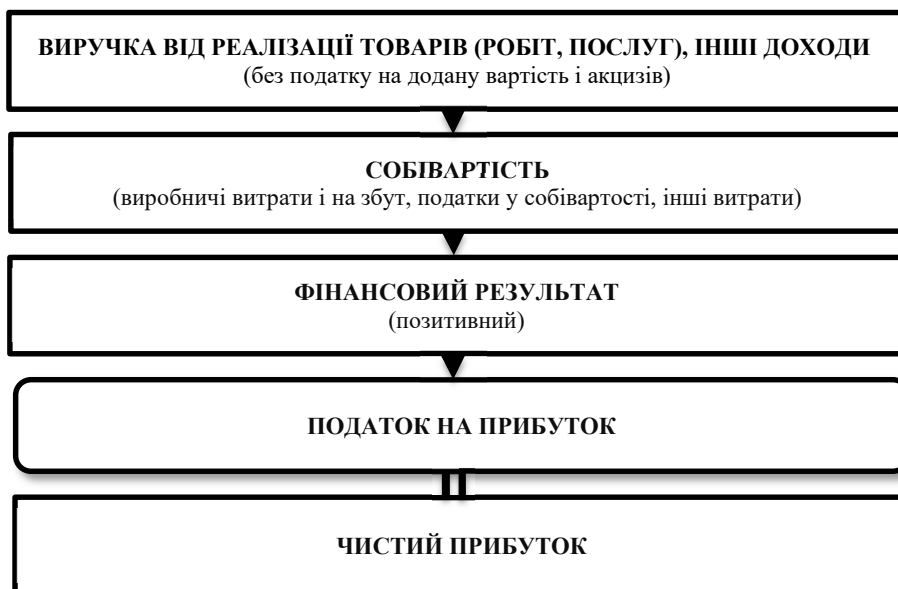 ВИРУЧКА ВІД РЕАЛІЗАЦІЇ ТОВАРІВ (РОБІТ, ПОСЛУГ), ІНШІ ДОХОДИ
(без податку на додану вартість і акцизів)
СОБІВАРТІСТЬ
(виробничі витрати і на збут, податки у собівартості, інші витрати)
ФІНАНСОВИЙ РЕЗУЛЬТАТ
(позитивний)
ПОДАТОК НА ПРИБУТОК
ЧИСТИЙ ПРИБУТОК